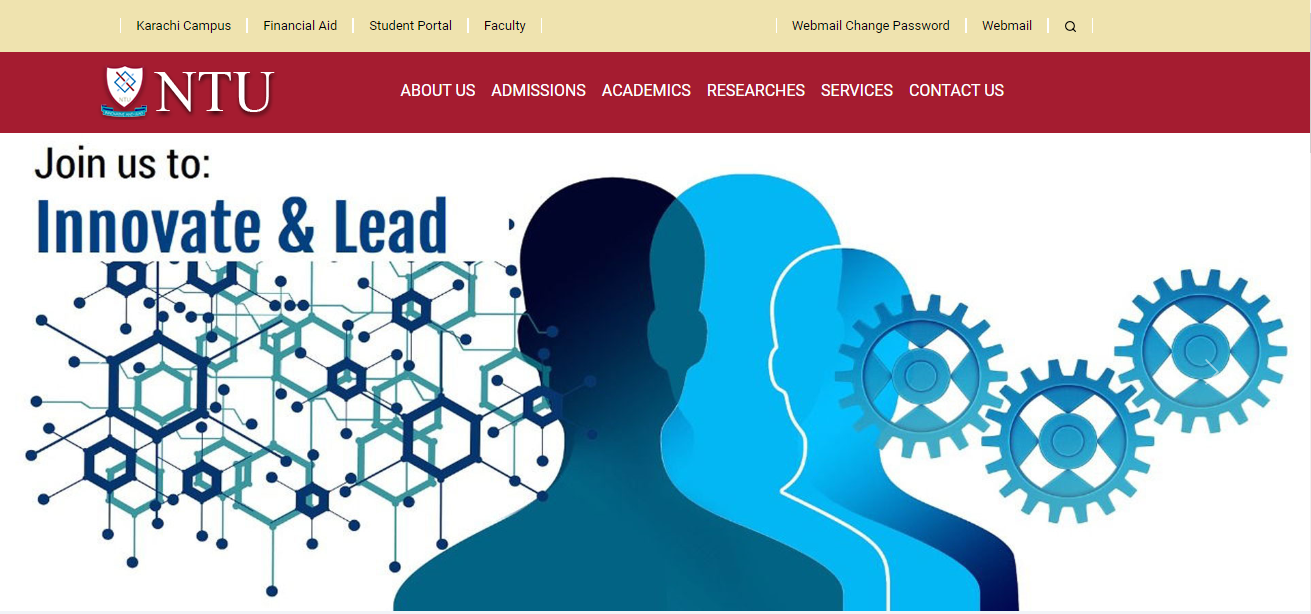 Karachi Campus Financial Aid Student Portal Faculty Webmail Change Password Webmail
NTU
ABOUT US ADMISSIONS ACADEMICS RESEARCHES SERVICES CONTACT US
Join us to:
Innovate & Lead